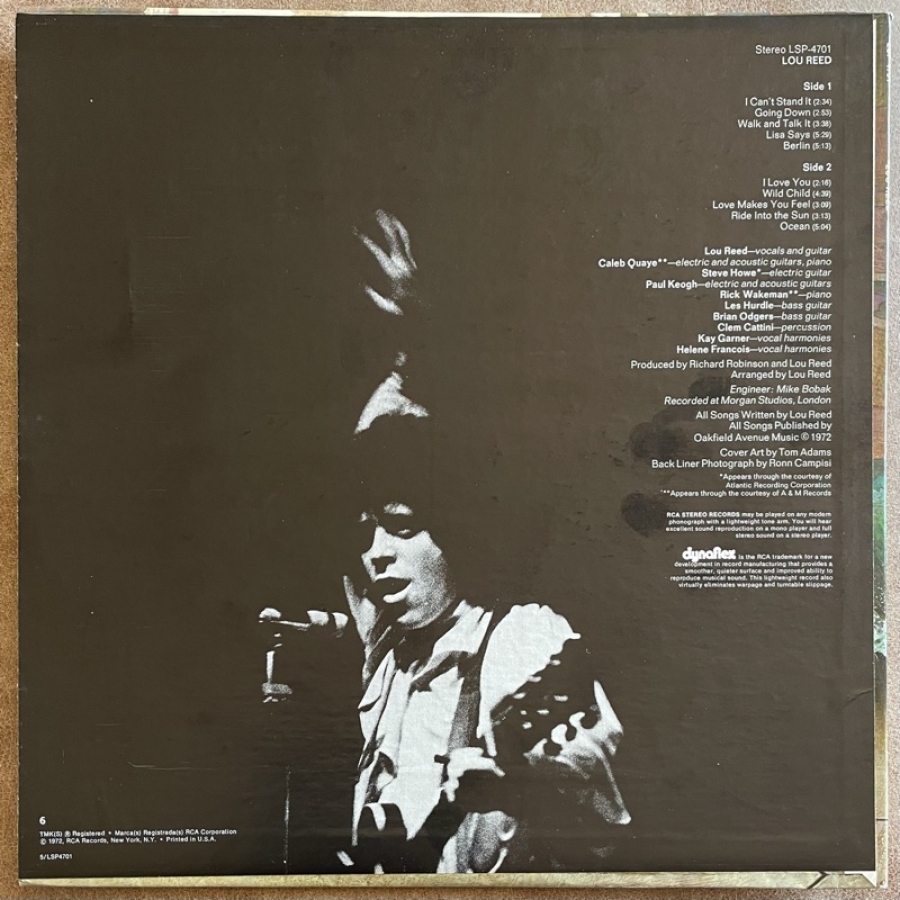 Stereo LSP-4701
LOU REED
Side 1
I Can't Stand It (2:34)
Going Down (2:53)
Walk and Talk It (3:38)
Lisa Says (5:29)
Berlin (5:13)
Side 2
I Love You (2:16)
Wild Child (4:39)
Love Makes You Feel (3:09)
Ride Into the Sun (3:13)
Ocean (5:04)
Lou Reed—vocals and guitar
Caleb Quaye**—electric and acoustic guitars, piano
Steve Howe*—electric guitar
Paul Keogh—electric and acoustic guitars
Rick Wakeman**—piano
Les Hurdle—bass guitar
Brian Odgers—bass guitar
Clem Cattini—percussion
Kay Garner—vocal harmonies
Helene Francois—vocal harmonies
Produced by Richard Robinson and Lou Reed
Arranged by Lou Reed
Engineer: Mike Bobak
Recorded at Morgan Studios, London
All Songs Written by Lou Reed
All Songs Published by
Oakfield Avenue Music © 1972
Cover Art by Tom Adams
Back Liner Photograph by Ronn Campisi
*Appears through the courtesy of
Atlantic Recording Corporation
**Appears through the courtesy of A & M Records
RCA STEREO RECORDS may be played on any modern
phonograph with a lightweight tone arm. You will hear
excellent sound reproduction on a mono player and full
stereo sound on a stereo player.
dynaflex is the RCA trademark for a new
development in record manufacturing that provides a
smoother, quieter surface and improved ability to
reproduce musical sound. This lightweight record also
virtually eliminates warpage and turntable slippage.
6
TMK(S) ® Registered • Marca(s) Registrada(s) RCA Corporation
© 1972, RCA Records, New York, N.Y. • Printed in U.S.A.
5/LSP4701